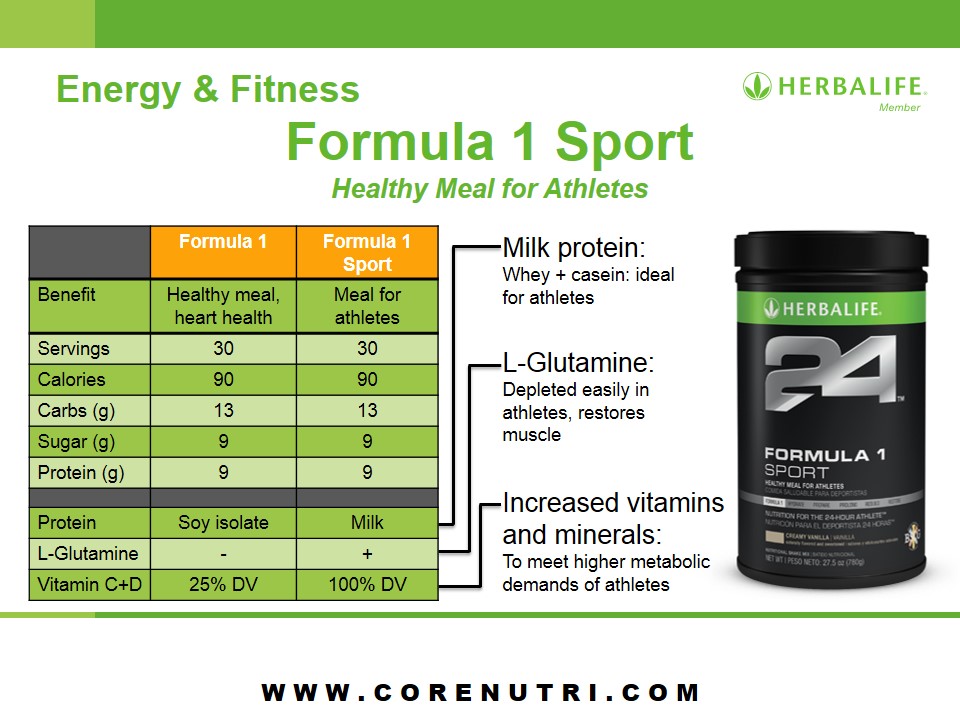 Energy & Fitness
HERBALIFE®
Member
Formula 1 Sport
Healthy Meal for Athletes
Formula 1 Formula 1
Sport
Benefit Healthy meal, Meal for
heart health athletes
Servings 30 30
Calories 90 90
Carbs (g) 13 13
Sugar (g) 9 9
Protein (g) 9 9
Protein Soy isolate Milk
L-Glutamine - +
Vitamin C+D 25% DV 100% DV
Milk protein:
Whey + casein: ideal
for athletes
L-Glutamine:
Depleted easily in
athletes, restores
muscle
Increased vitamins
and minerals:
To meet higher metabolic
demands of athletes
HERBALIFE.
24™
FORMULA 1
SPORT
HEALTHY MEAL FOR ATHLETES
COMIDA SALUDABLE PARA DEPORTISTAS
NUTRITION FOR THE 24-HOUR ATHLETE™
NUTRICIÓN PARA EL DEPORTISTA 24 HORAS™
CREAMY VANILLA | VAINILLA
NET WT | PESO NETO: 27.5 oz (780g)
WWW.CORENUTRI.COM